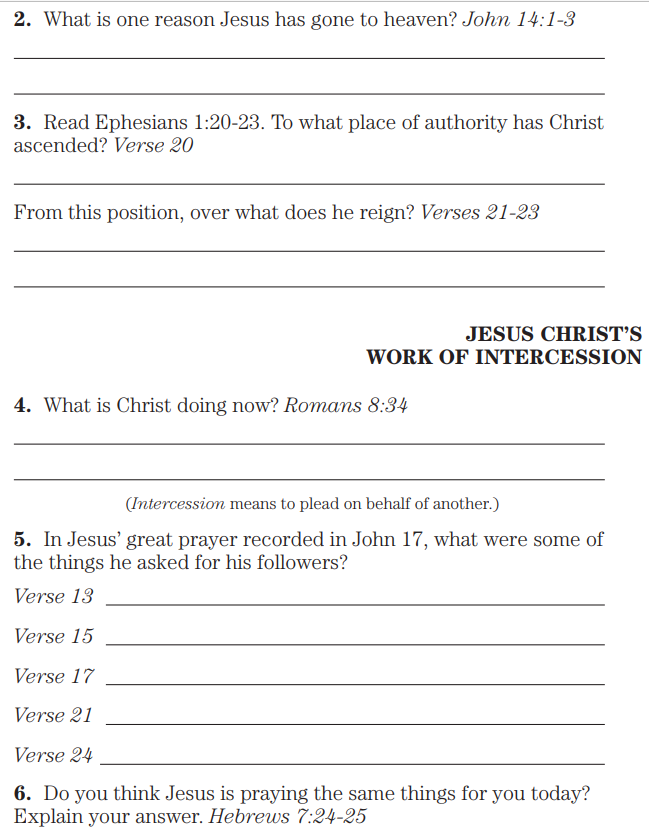 2. What is one reason Jesus has gone to heaven? John 14:1-3
3. Read Ephesians 1:20-23. To what place of authority has Christ
ascended? Verse 20
From this position, over what does he reign? Verses 21-23
JESUS CHRIST’S
WORK OF INTERCESSION
4. What is Christ doing now? Romans 8:34
(Intercession means to plead on behalf of another.)
5. In Jesus’ great prayer recorded in John 17, what were some of
the things he asked for his followers?
Verse 13
Verse 15
Verse 17
Verse 21
Verse 24
6. Do you think Jesus is praying the same things for you today?
Explain your answer. Hebrews 7:24-25